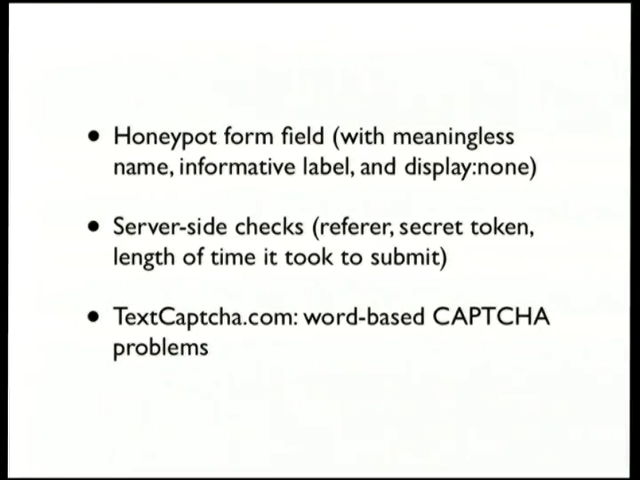 • Honeypot form field (with meaningless
name, informative label, and display:none)
• Server-side checks (referer, secret token,
length of time it took to submit)
• TextCaptcha.com: word-based CAPTCHA
problems